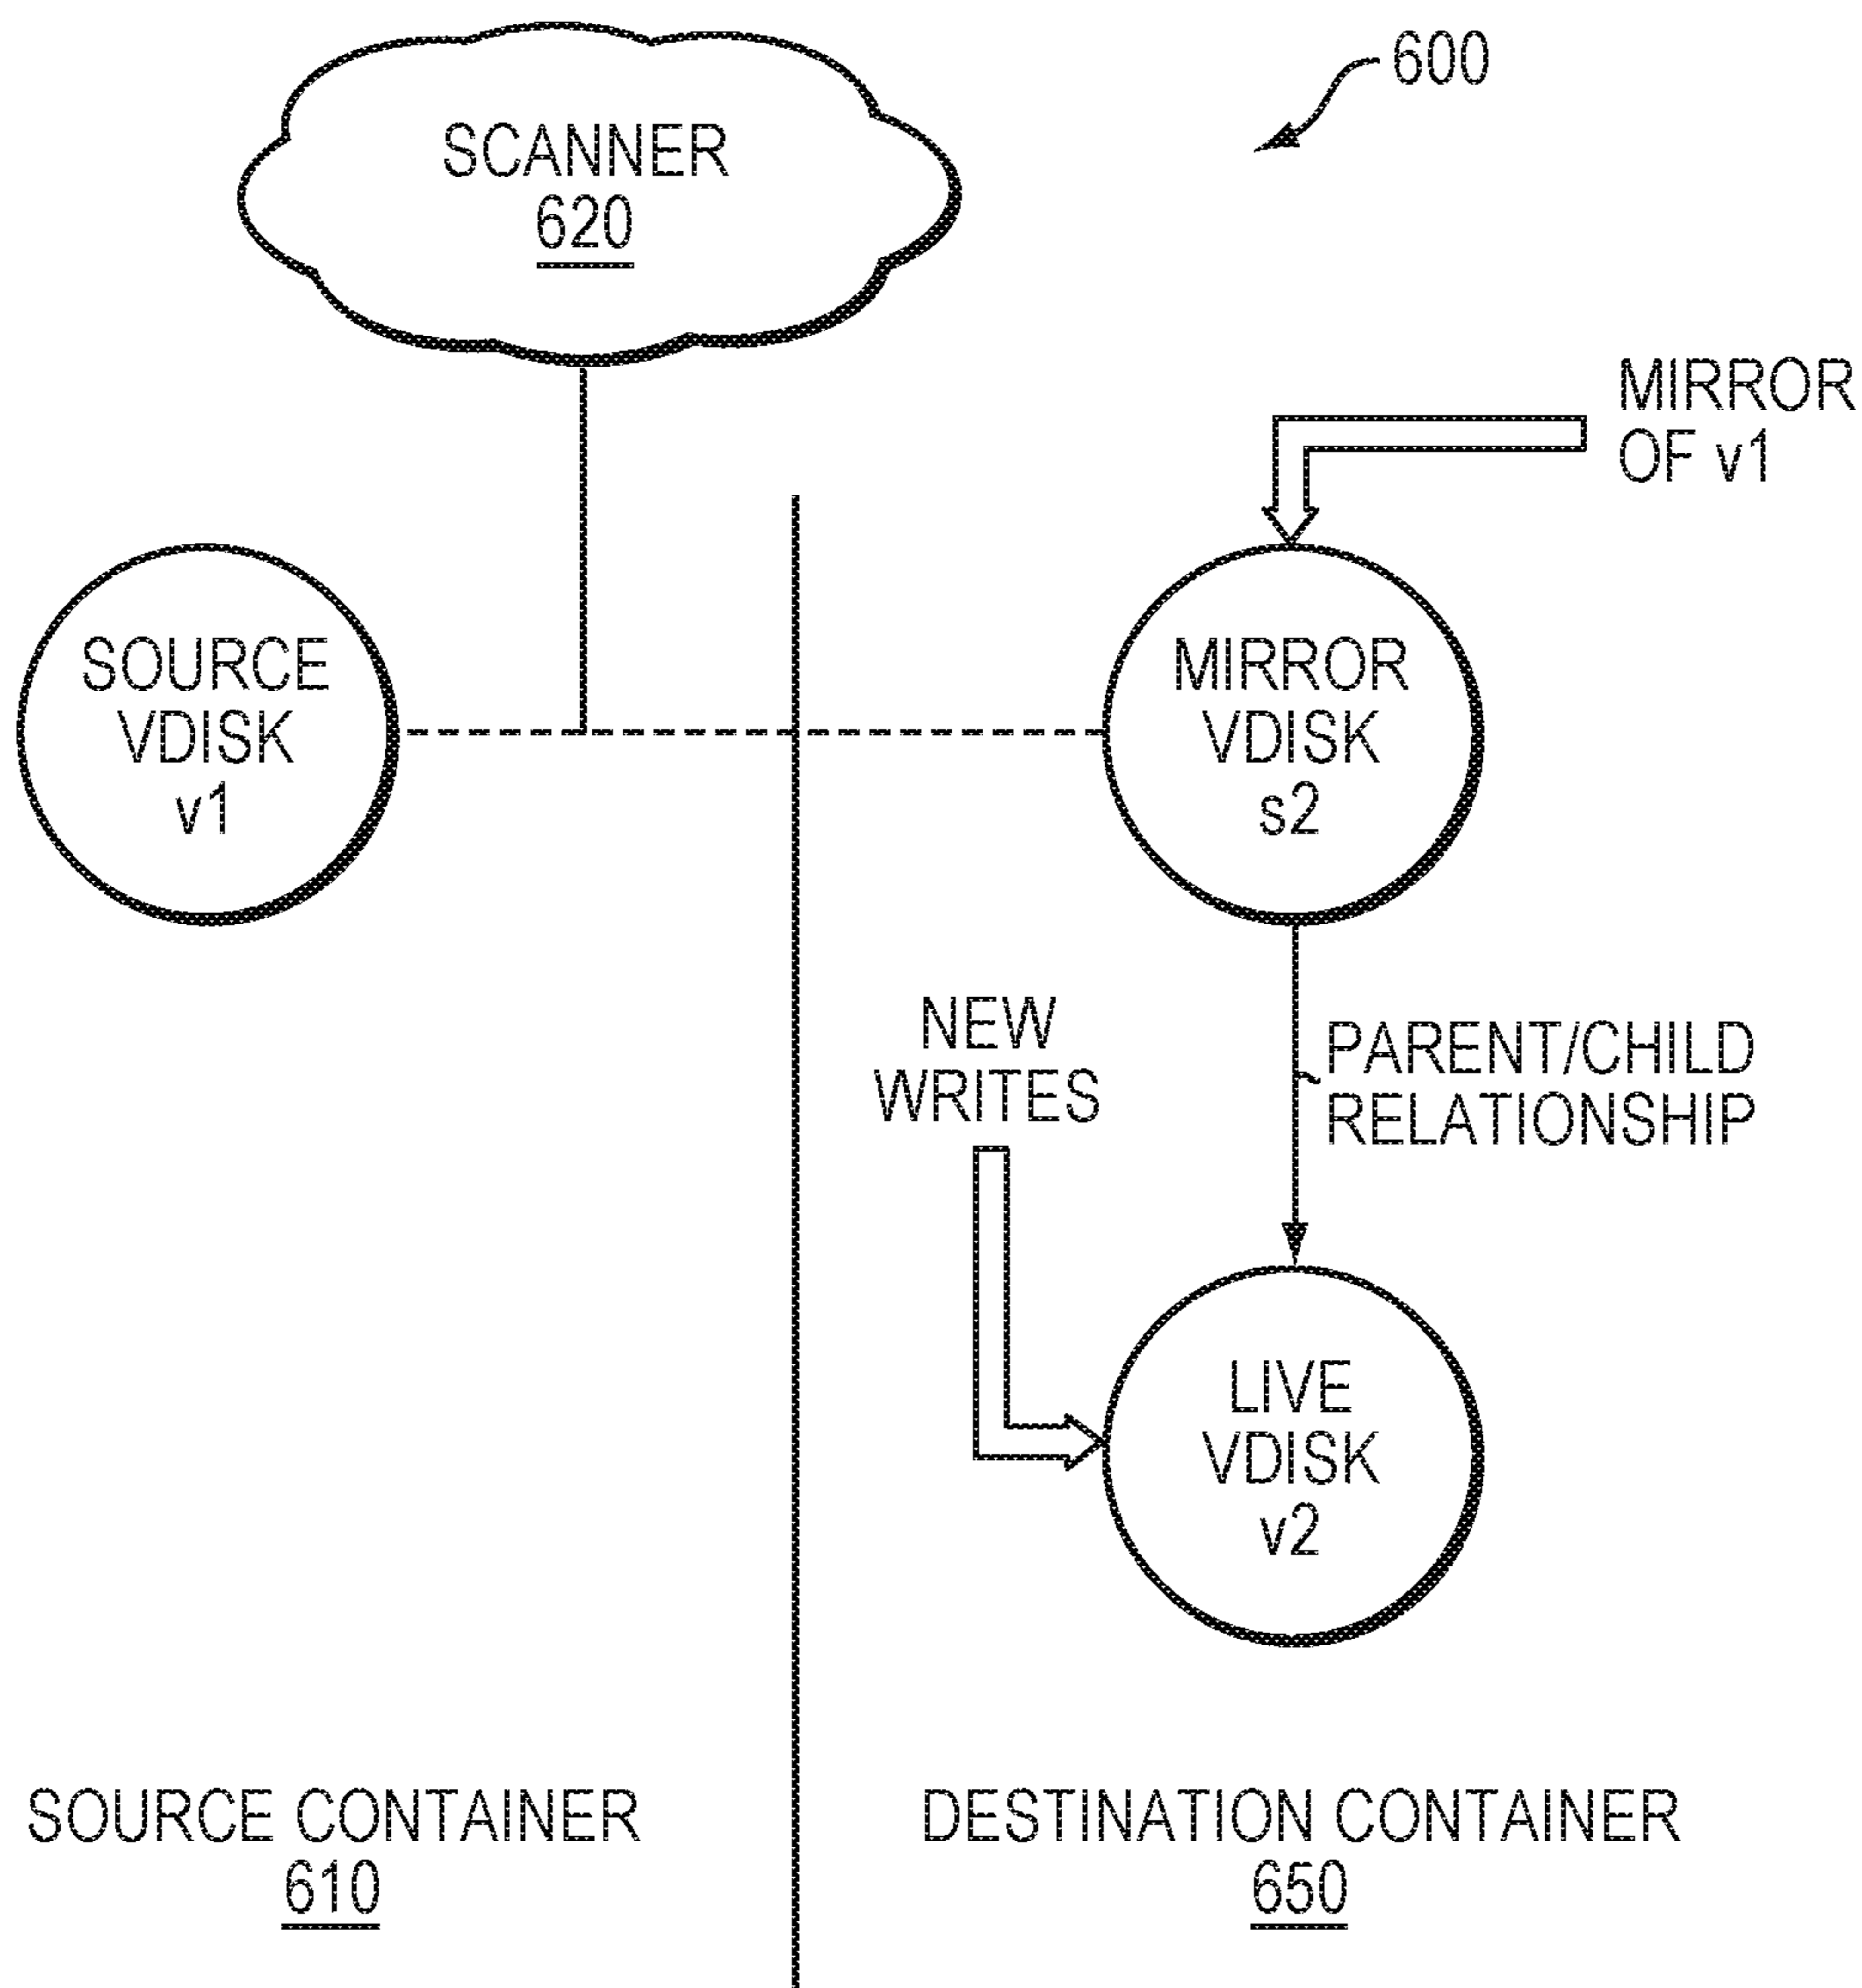 600
SCANNER
620
MIRROR
OF v1
SOURCE
VDISK
v1
MIRROR
VDISK
s2
NEW
WRITES
PARENT/CHILD
RELATIONSHIP
LIVE
VDISK
v2
SOURCE CONTAINER
610
DESTINATION CONTAINER
650